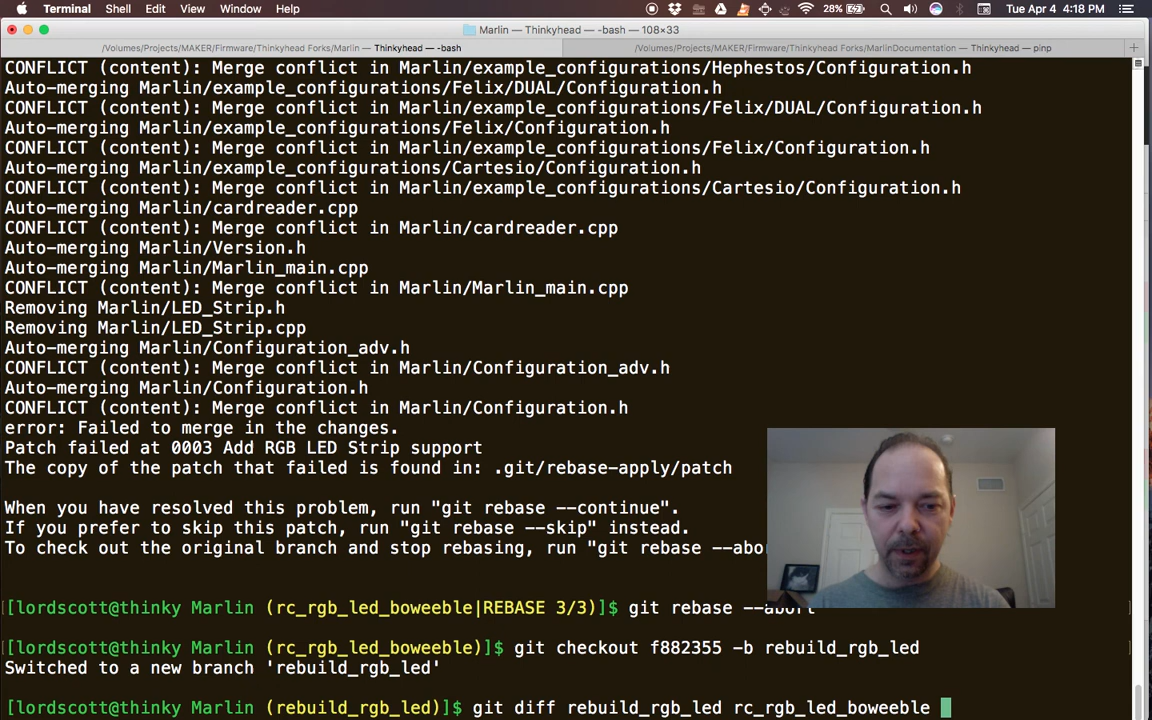 Terminal Shell Edit View Window Help 28% Tue Apr 4 4:18 PM
Marlin — Thinkyhead — -bash — 108×33
/Volumes/Projects/MAKER/Firmware/Thinkyhead Forks/Marlin — Thinkyhead — -bash
/Volumes/Projects/MAKER/Firmware/Thinkyhead Forks/MarlinDocumentation — Thinkyhead — pinp
CONFLICT (content): Merge conflict in Marlin/example_configurations/Hephestos/Configuration.h
Auto-merging Marlin/example_configurations/Felix/DUAL/Configuration.h
CONFLICT (content): Merge conflict in Marlin/example_configurations/Felix/DUAL/Configuration.h
Auto-merging Marlin/example_configurations/Felix/Configuration.h
CONFLICT (content): Merge conflict in Marlin/example_configurations/Felix/Configuration.h
Auto-merging Marlin/example_configurations/Cartesio/Configuration.h
CONFLICT (content): Merge conflict in Marlin/example_configurations/Cartesio/Configuration.h
Auto-merging Marlin/cardreader.cpp
CONFLICT (content): Merge conflict in Marlin/cardreader.cpp
Auto-merging Marlin/Version.h
Auto-merging Marlin/Marlin_main.cpp
CONFLICT (content): Merge conflict in Marlin/Marlin_main.cpp
Removing Marlin/LED_Strip.h
Removing Marlin/LED_Strip.cpp
Auto-merging Marlin/Configuration_adv.h
CONFLICT (content): Merge conflict in Marlin/Configuration_adv.h
Auto-merging Marlin/Configuration.h
CONFLICT (content): Merge conflict in Marlin/Configuration.h
error: Failed to merge in the changes.
Patch failed at 0003 Add RGB LED Strip support
The copy of the patch that failed is found in: .git/rebase-apply/patch
When you have resolved this problem, run "git rebase --continue".
If you prefer to skip this patch, run "git rebase --skip" instead.
To check out the original branch and stop rebasing, run "git rebase --abo
[lordscott@thinky Marlin (rc_rgb_led_boweeble|REBASE 3/3)]$ git rebase --abort
[lordscott@thinky Marlin (rc_rgb_led_boweeble)]$ git checkout f882355 -b rebuild_rgb_led
Switched to a new branch 'rebuild_rgb_led'
[lordscott@thinky Marlin (rebuild_rgb_led)]$ git diff rebuild_rgb_led rc_rgb_led_boweeble